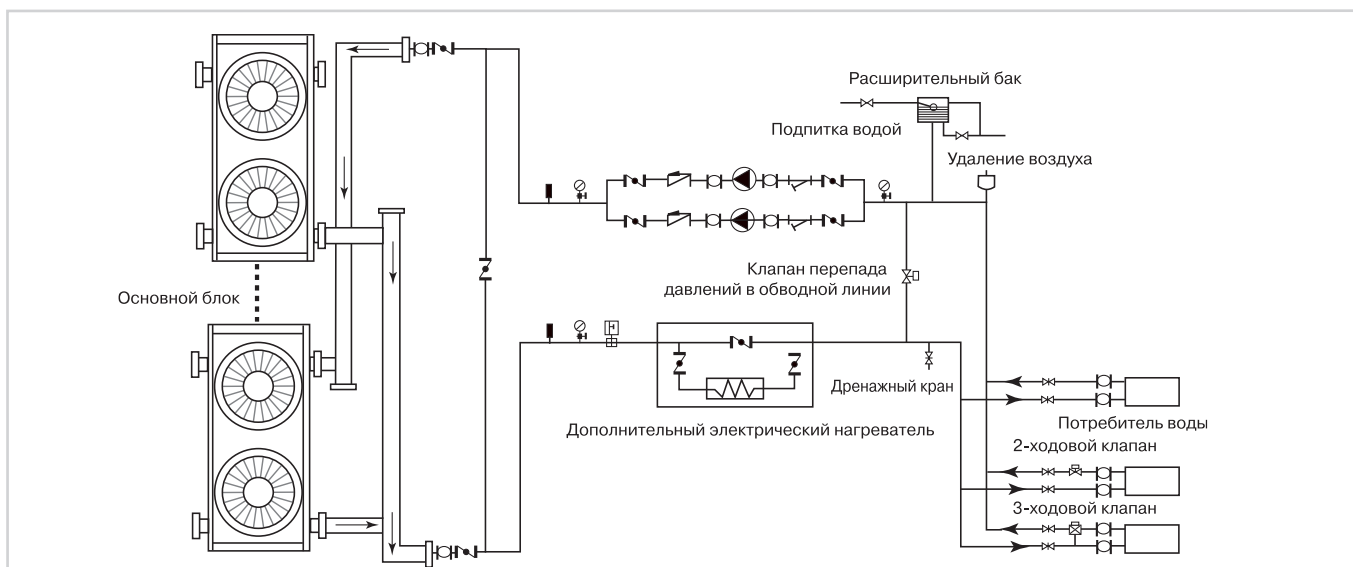 Расширительный бак
Подпитка водой
Удаление воздуха
Клапан перепада
давлений в обводной линии
Основной блок
Дренажный кран
Потребитель воды
Дополнительный электрический нагреватель
2-ходовой клапан
3-ходовой клапан